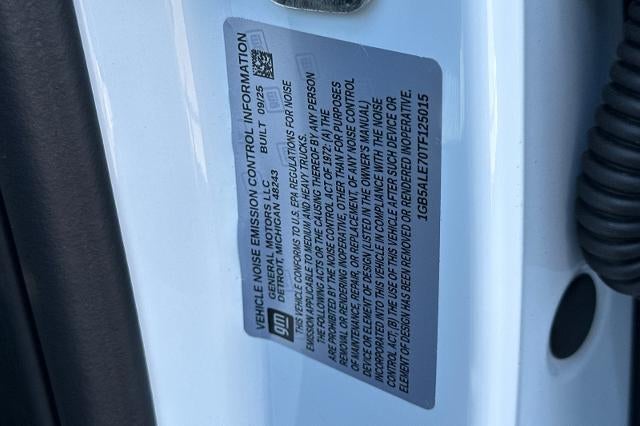 VEHICLE NOISE EMISSION CONTROL INFORMATION
gm
GENERAL MOTORS LLC BUILT 09/25
DETROIT, MICHIGAN 48243
THIS VEHICLE CONFORMS TO U.S. EPA REGULATIONS FOR NOISE
EMISSION APPLICABLE TO MEDIUM AND HEAVY TRUCKS.
THE FOLLOWING ACTS OR THE CAUSING THEREOF BY ANY PERSON
ARE PROHIBITED BY THE NOISE CONTROL ACT OF 1972: (A) THE
REMOVAL OR RENDERING INOPERATIVE, OTHER THAN FOR PURPOSES
OF MAINTENANCE, REPAIR, OR REPLACEMENT, OF ANY NOISE CONTROL
DEVICE OR ELEMENT OF DESIGN (LISTED IN THE OWNER'S MANUAL)
INCORPORATED INTO THIS VEHICLE IN COMPLIANCE WITH THE NOISE
CONTROL ACT; (B) THE USE OF THIS VEHICLE AFTER SUCH DEVICE OR
ELEMENT OF DESIGN HAS BEEN REMOVED OR RENDERED INOPERATIVE.
1GB5ALE70TF125015